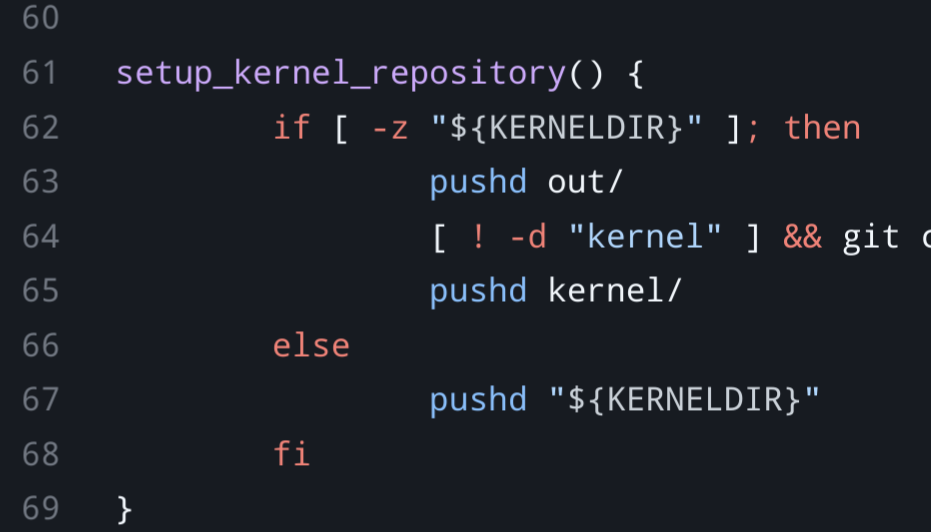 60
61 setup_kernel_repository() {
62 if [ -z "${KERNELDIR}" ]; then
63 pushd out/
64 [ ! -d "kernel" ] && git
65 pushd kernel/
66 else
67 pushd "${KERNELDIR}"
68 fi
69 }